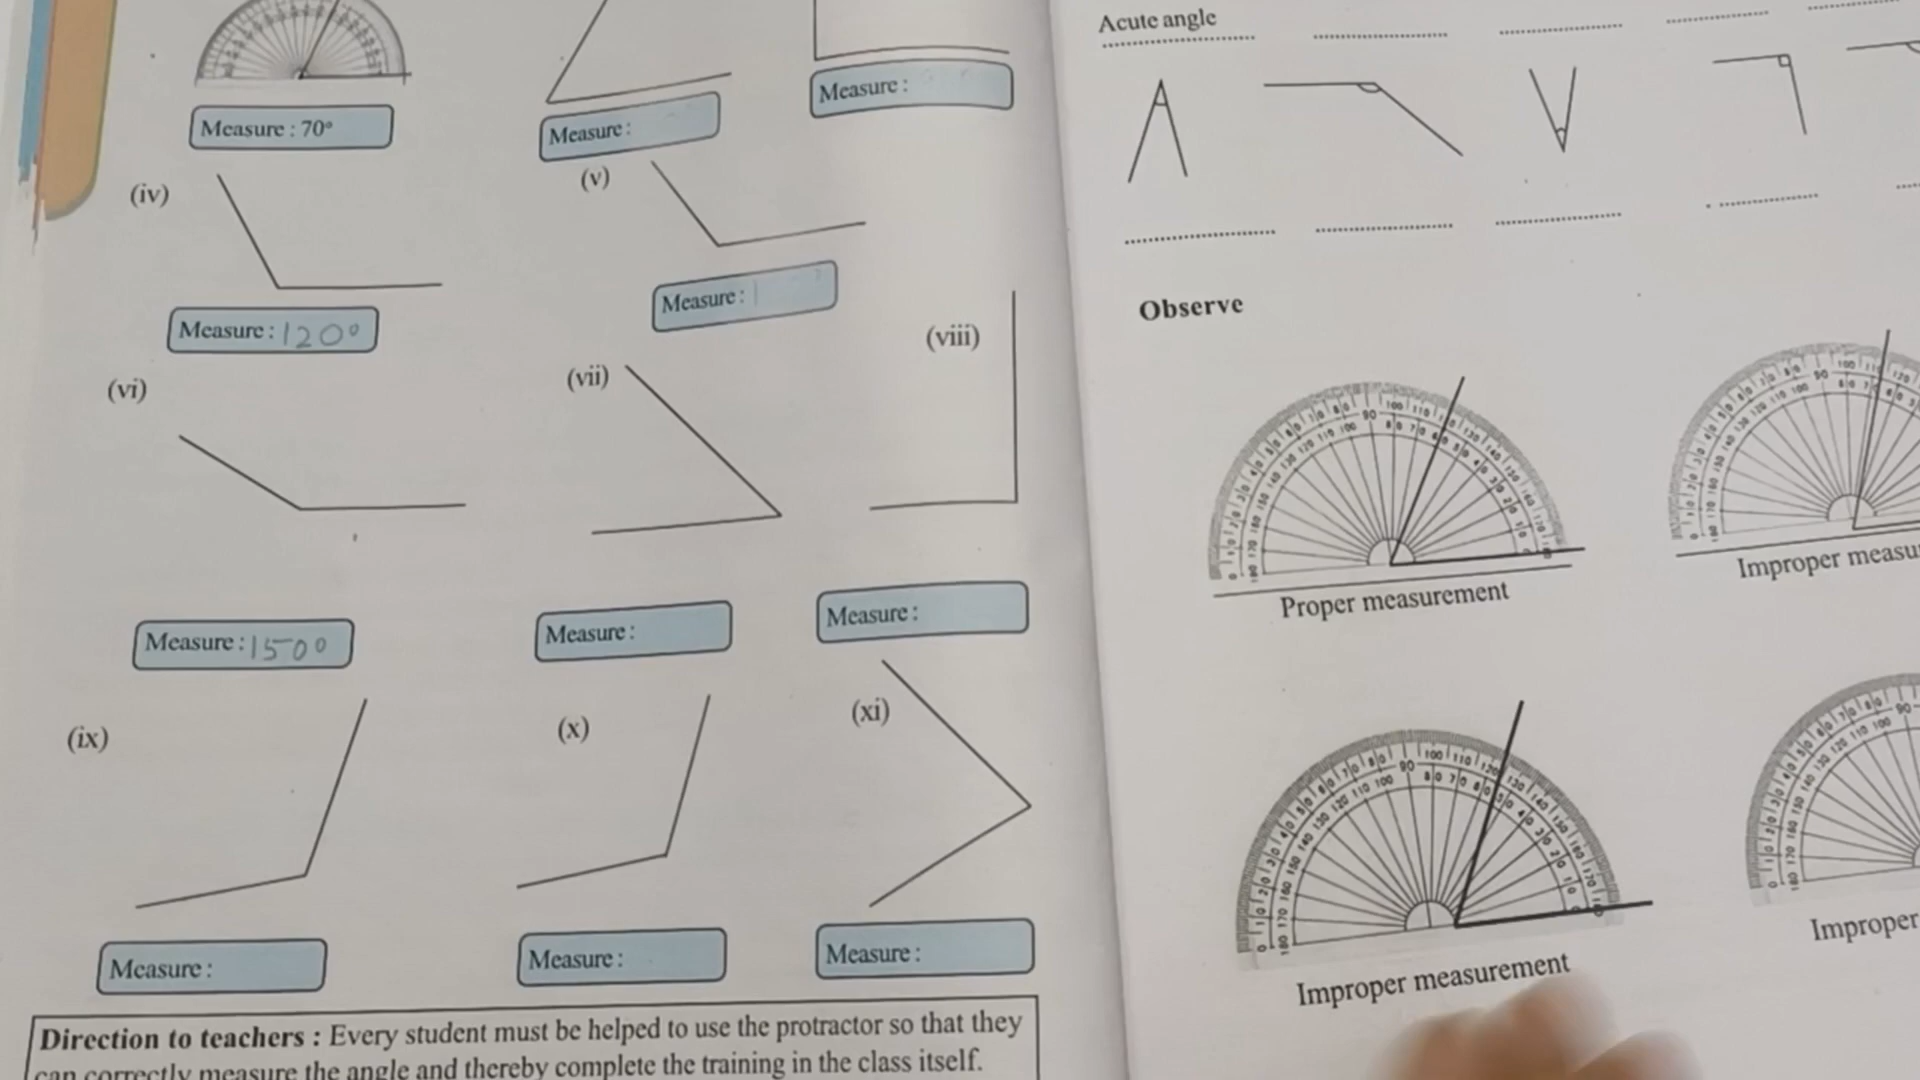 Measure : 70°
Measure :
Measure :
(iv)
(v)
Measure : 120°
Measure :
(vi)
(vii)
(viii)
Measure : 150°
Measure :
Measure :
(ix)
(x)
(xi)
Measure :
Measure :
Measure :
Direction to teachers : Every student must be helped to use the protractor so that they
can correctly measure the angle and thereby complete the training in the class itself.
Acute angle
Observe
Proper measurement
Improper
Improper measurement
Improper